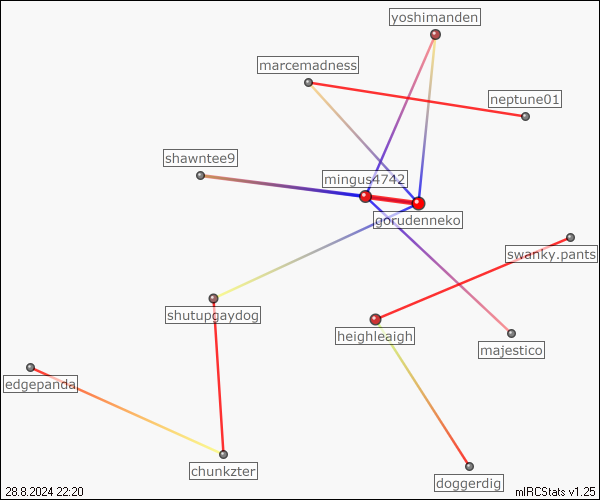 yoshimanden
marcemadness
neptune01
shawntee9
mingus4742
gorudenneko
swanky.pants
shutupgaydog
heighleaigh
majestico
edgepanda
chunkzter
doggerdig
28.8.2024 22:20
mIRCStats v1.25